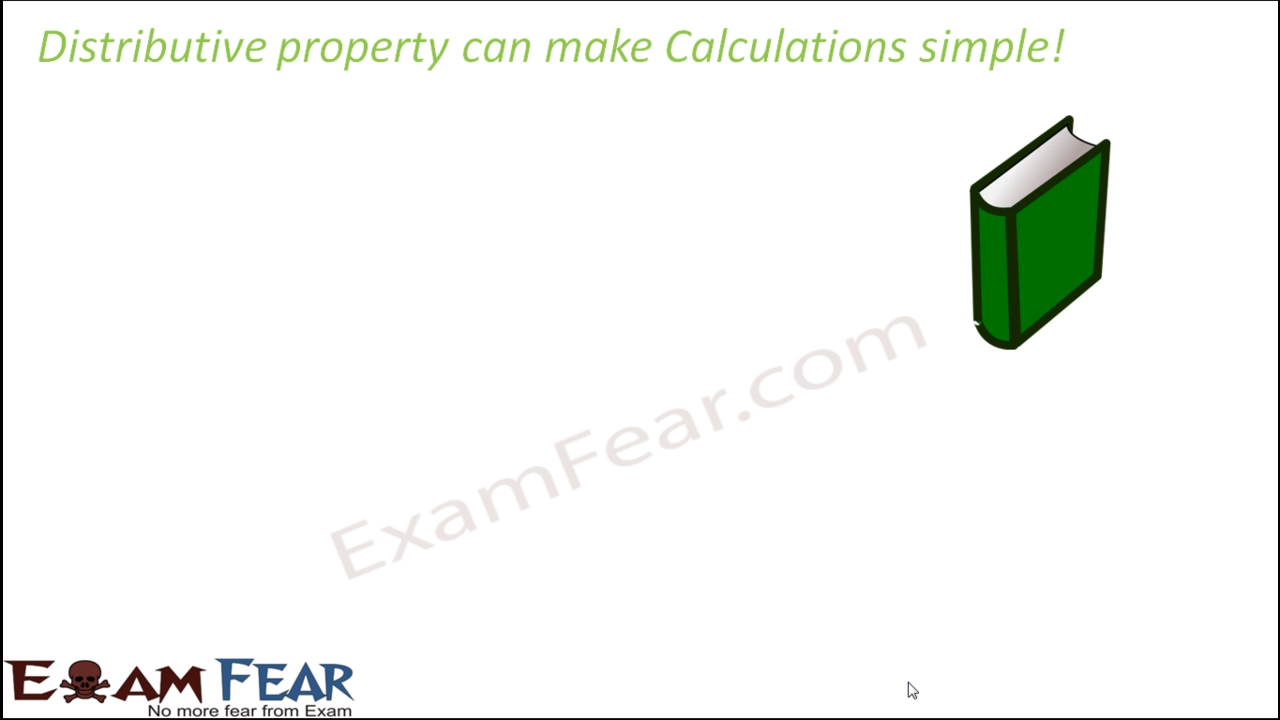 Distributive property can make Calculations simple!
ExamFear.com
EXAM FEAR
No more fear from Exam